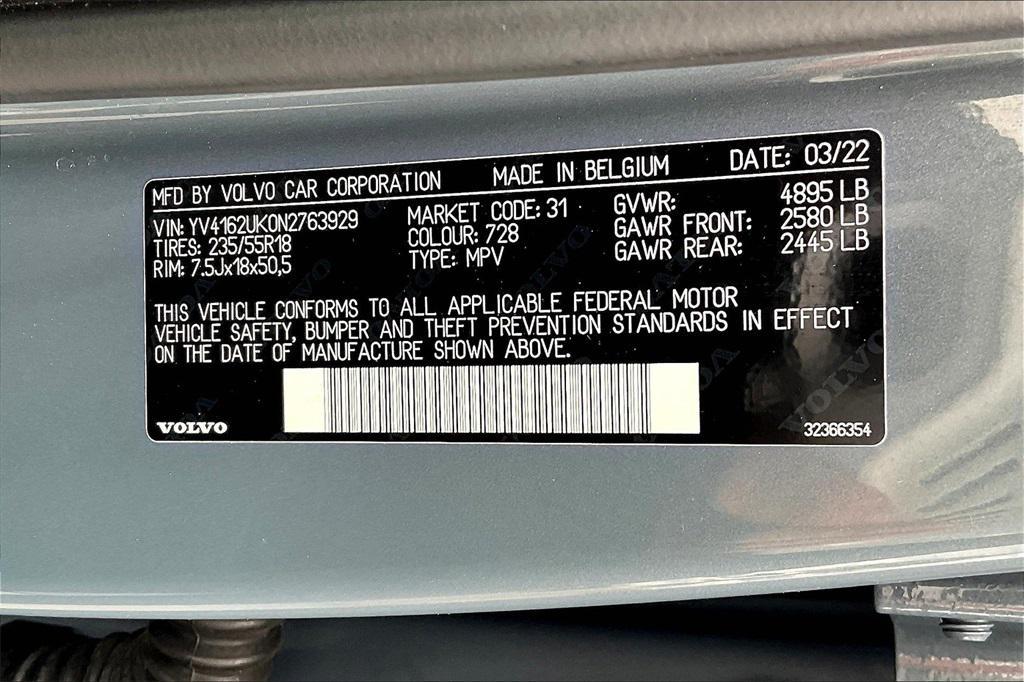 MFD BY VOLVO CAR CORPORATION MADE IN BELGIUM DATE: 03/22
VIN: YV4162UK0N2763929 MARKET CODE: 31 GVWR: 4895 LB
TIRES: 235/55R18 COLOUR: 728 GAWR FRONT: 2580 LB
RIM: 7.5Jx18x50,5 TYPE: MPV GAWR REAR: 2445 LB
THIS VEHICLE CONFORMS TO ALL APPLICABLE FEDERAL MOTOR
VEHICLE SAFETY, BUMPER AND THEFT PREVENTION STANDARDS IN EFFECT
ON THE DATE OF MANUFACTURE SHOWN ABOVE.
VOLVO 32366354